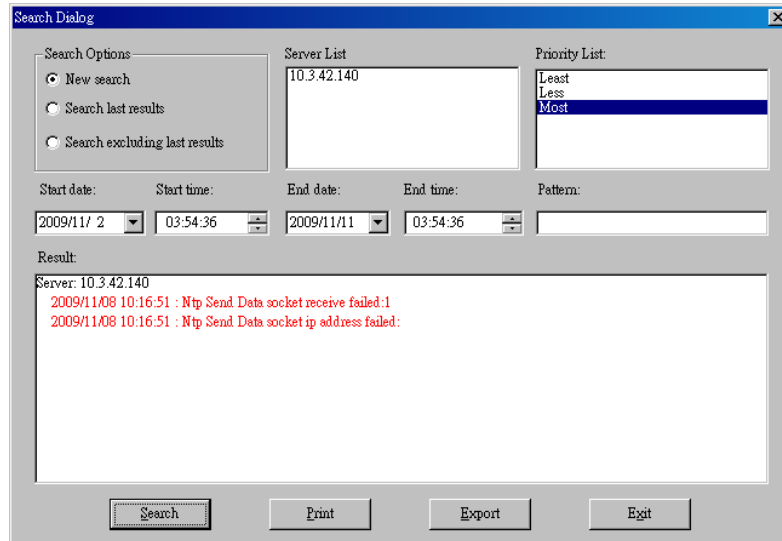 Search Dialog
Search Options
New search
Search last results
Search excluding last results
Server List
10.3.42.140
Priority List:
Least
Less
Most
Start date:
Start time:
End date:
End time:
Pattern:
2009/11/ 2
03:54:36
2009/11/11
03:54:36
Result:
Server: 10.3.42.140
2009/11/08 10:16:51 : Ntp Send Data socket receive failed:1
2009/11/08 10:16:51 : Ntp Send Data socket ip address failed:
Search
Print
Export
Exit